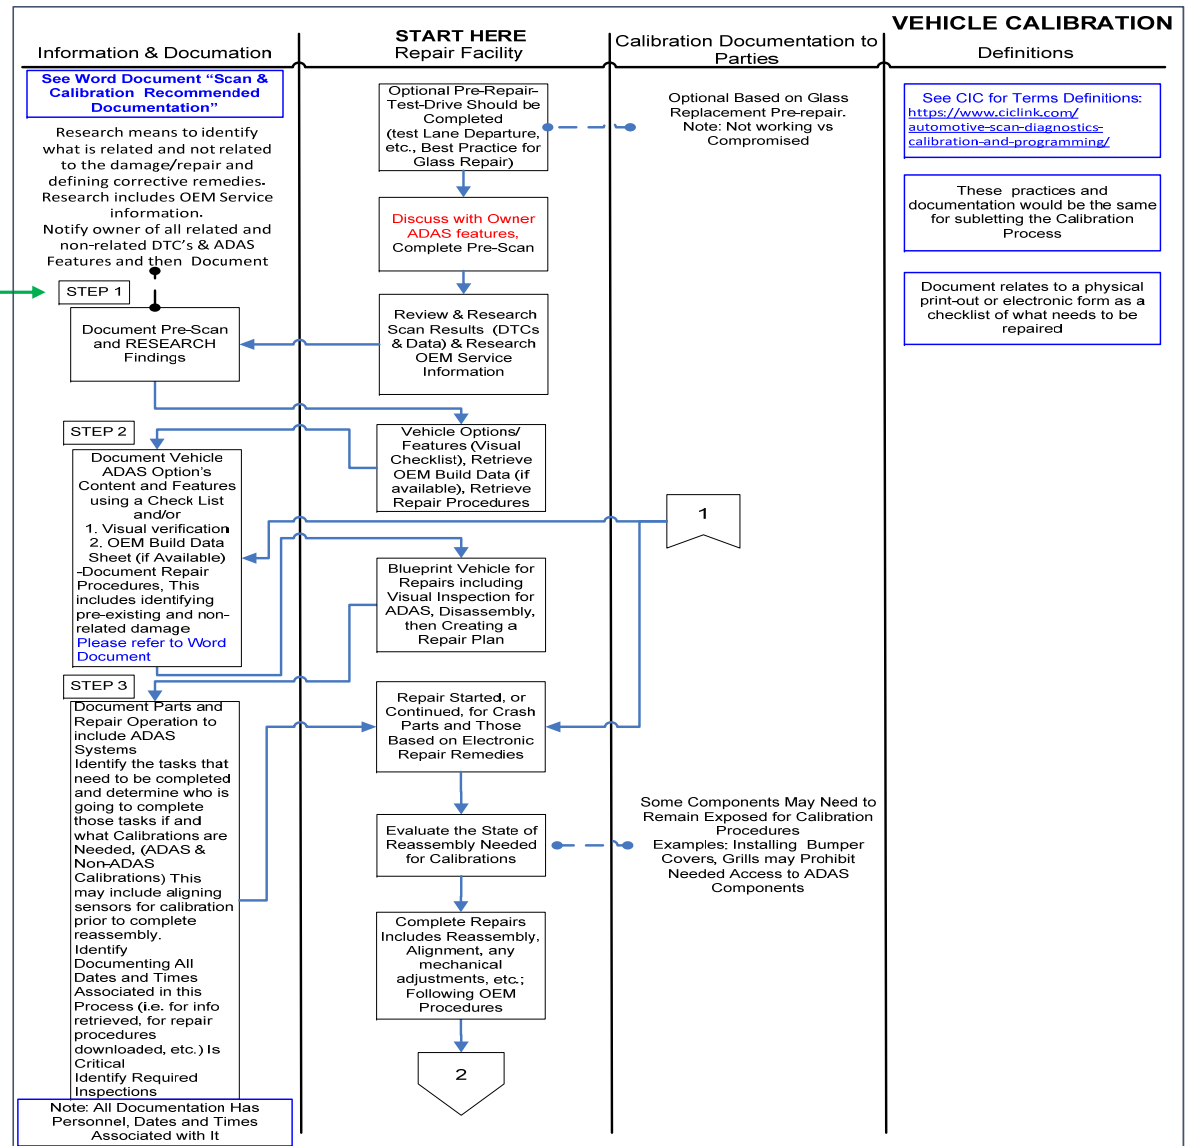 VEHICLE CALIBRATION
Information & Documation
START HERE
Repair Facility
Calibration Documentation to
Parties
Definitions
See Word Document “Scan &
Calibration Recommended
Documentation”
Research means to identify
what is related and not related
to the damage/repair and
defining corrective remedies.
Research includes OEM Service
information.
Notify owner of all related and
non-related DTC's & ADAS
Features and then Document
STEP 1
Document Pre-Scan
and RESEARCH
Findings
STEP 2
Document Vehicle
ADAS Option's
Content and Features
using a Check List
and/or
1. Visual verification
2. OEM Build Data
Sheet (if Available)
-Document Repair
Procedures, This
includes identifying
pre-existing and non-
related damage
Please refer to Word
Document
STEP 3
Document Parts and
Repair Operation to
include ADAS
Systems
Identify the tasks that
need to be completed
and determine who is
going to complete
those tasks if and
what Calibrations are
Needed, (ADAS &
Non-ADAS
Calibrations) This
may include aligning
sensors for calibration
prior to complete
reassembly.
Identify
Documenting All
Dates and Times
Associated in this
Process (i.e. for info
retrieved, for repair
procedures
downloaded, etc.) Is
Critical
Identify Required
Inspections
Note: All Documentation Has
Personnel, Dates and Times
Associated with It
Optional Pre-Repair-
Test-Drive Should be
Completed
(test Lane Departure,
etc., Best Practice for
Glass Repair)
Discuss with Owner
ADAS features,
Complete Pre-Scan
Review & Research
Scan Results (DTCs
& Data) & Research
OEM Service
Information
Vehicle Options/
Features (Visual
Checklist), Retrieve
OEM Build Data (if
available), Retrieve
Repair Procedures
Blueprint Vehicle for
Repairs including
Visual Inspection for
ADAS, Disassembly,
then Creating a
Repair Plan
Repair Started, or
Continued, for Crash
Parts and Those
Based on Electronic
Repair Remedies
Evaluate the State of
Reassembly Needed
for Calibrations
Complete Repairs
Includes Reassembly,
Alignment, any
mechanical
adjustments, etc.;
Following OEM
Procedures
2
Optional Based on Glass
Replacement Pre-repair.
Note: Not working vs
Compromised
1
Some Components May Need to
Remain Exposed for Calibration
Procedures
Examples: Installing Bumper
Covers, Grills may Prohibit
Needed Access to ADAS
Components
See CIC for Terms Definitions:
https://www.ciclink.com/
automotive-scan-diagnostics-
calibration-and-programming/
These practices and
documentation would be the same
for subletting the Calibration
Process
Document relates to a physical
print-out or electronic form as a
checklist of what needs to be
repaired